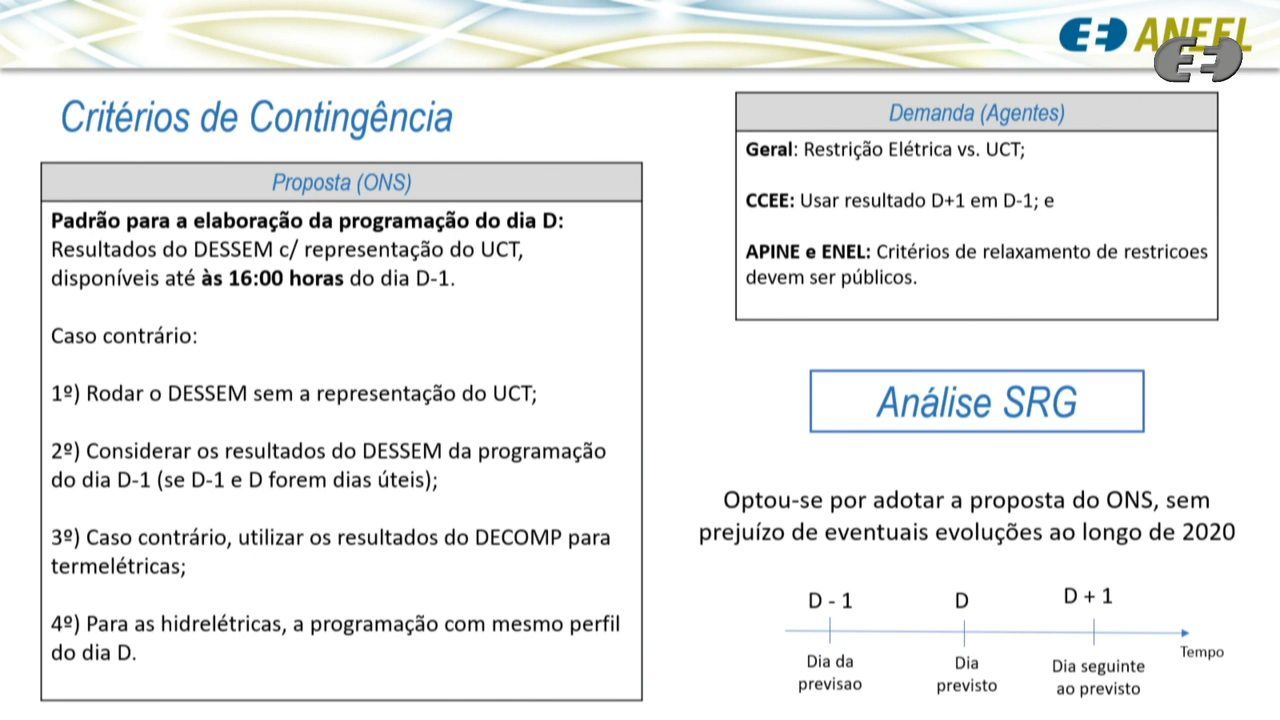 ANEEL
Critérios de Contingência
Proposta (ONS)
Padrão para a elaboração da programação do dia D:
Resultados do DESSEM c/ representação do UCT,
disponíveis até às 16:00 horas do dia D-1.
Caso contrário:
1º) Rodar o DESSEM sem a representação do UCT;
2º) Considerar os resultados do DESSEM da programação
do dia D-1 (se D-1 e D forem dias úteis);
3º) Caso contrário, utilizar os resultados do DECOMP para
termelétricas;
4º) Para as hidrelétricas, a programação com mesmo perfil
do dia D.
Demanda (Agentes)
Geral: Restrição Elétrica vs. UCT;
CCEE: Usar resultado D+1 em D-1; e
APINE e ENEL: Critérios de relaxamento de restricoes
devem ser públicos.
Análise SRG
Optou-se por adotar a proposta do ONS, sem
prejuízo de eventuais evoluções ao longo de 2020
D - 1 D D + 1
Tempo
Dia da Dia Dia seguinte
previsao previsto ao previsto